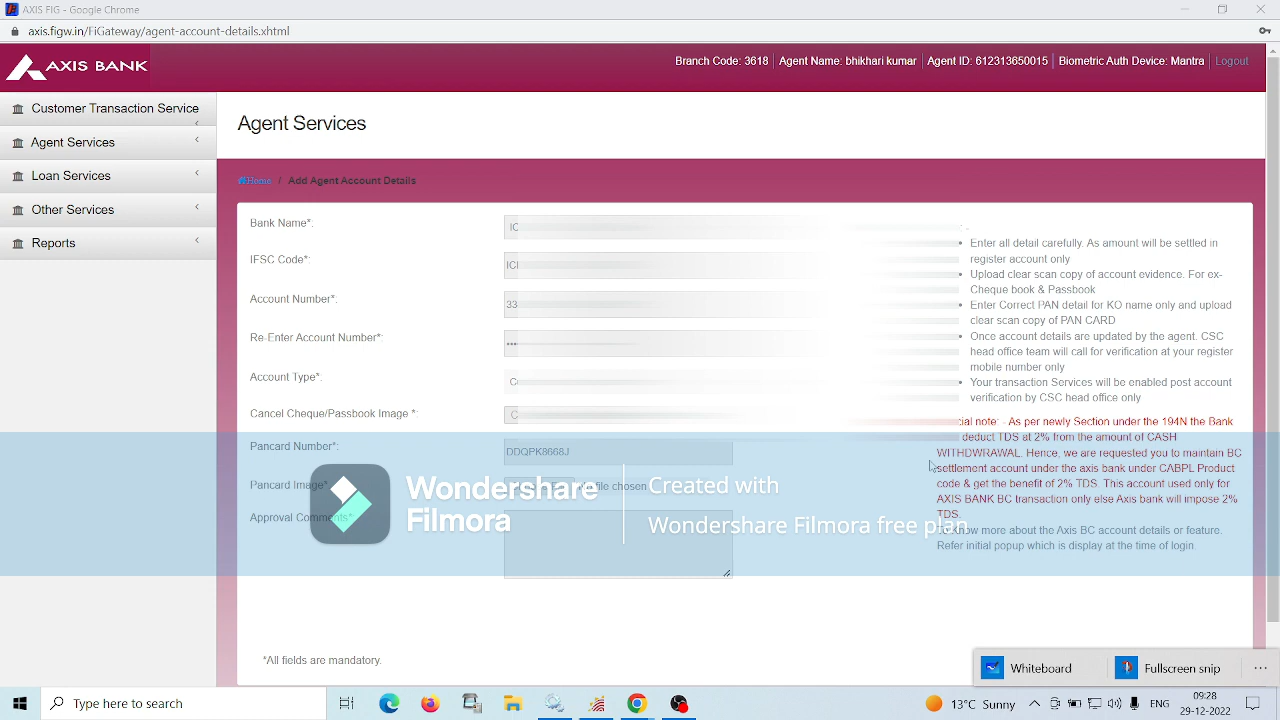 AXIS FIG - Google Chrome
axis.figw.in/FiGateway/agent-account-details.xhtml
AXIS BANK
Branch Code: 3618 Agent Name: bhikhari kumar Agent ID: 612313650015 Biometric Auth Device: Mantra Logout
Customer Transaction Service
Agent Services
Loan Services
Other Services
Reports
Agent Services
Home / Add Agent Account Details
Bank Name*: IC
IFSC Code*: ICI
Account Number*: 33
Re-Enter Account Number*: •••
Account Type*:
Cancel Cheque/Passbook Image *:
Pancard Number*: DDQPK8668J
Pancard Image* file chosen
Approval Comments*
*All fields are mandatory.
• Enter all detail carefully. As amount will be settled in
register account only
• Upload clear scan copy of account evidence. For ex-
Cheque book & Passbook
• Enter Correct PAN detail for KO name only and upload
clear scan copy of PAN CARD
• Once account details are updated by the agent. CSC
head office team will call for verification at your register
mobile number only
• Your transaction Services will be enabled post account
verification by CSC head office only
ial note: - As per newly Section under the 194N the Bank
deduct TDS at 2% from the amount of CASH
WITHDWRAWAL. Hence, we are requested you to maintain BC
settlement account under the axis bank under CABPL Product
code & get the benefit of 2% TDS. This account used only for
AXIS BANK BC transaction only else Axis bank will impose 2%
TDS.
To know more about the Axis BC account details or feature.
Refer initial popup which is display at the time of login.
Wondershare
Filmora
Created with
Wondershare Filmora free plan
Whiteboard Fullscreen snip
Type here to search
13°C Sunny
ENG
09:28
29-12-2022